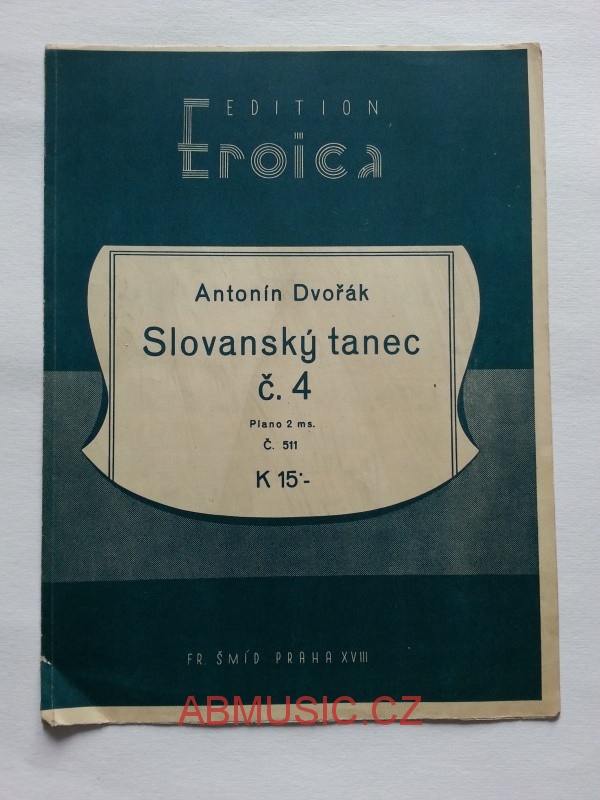 EDITION
Eroica
Antonín Dvořák
Slovanský tanec
č. 4
Piano 2 ms.
Č. 511
K 15·-
FR. ŠMÍD PRAHA XVIII
ABMUSIC.CZ